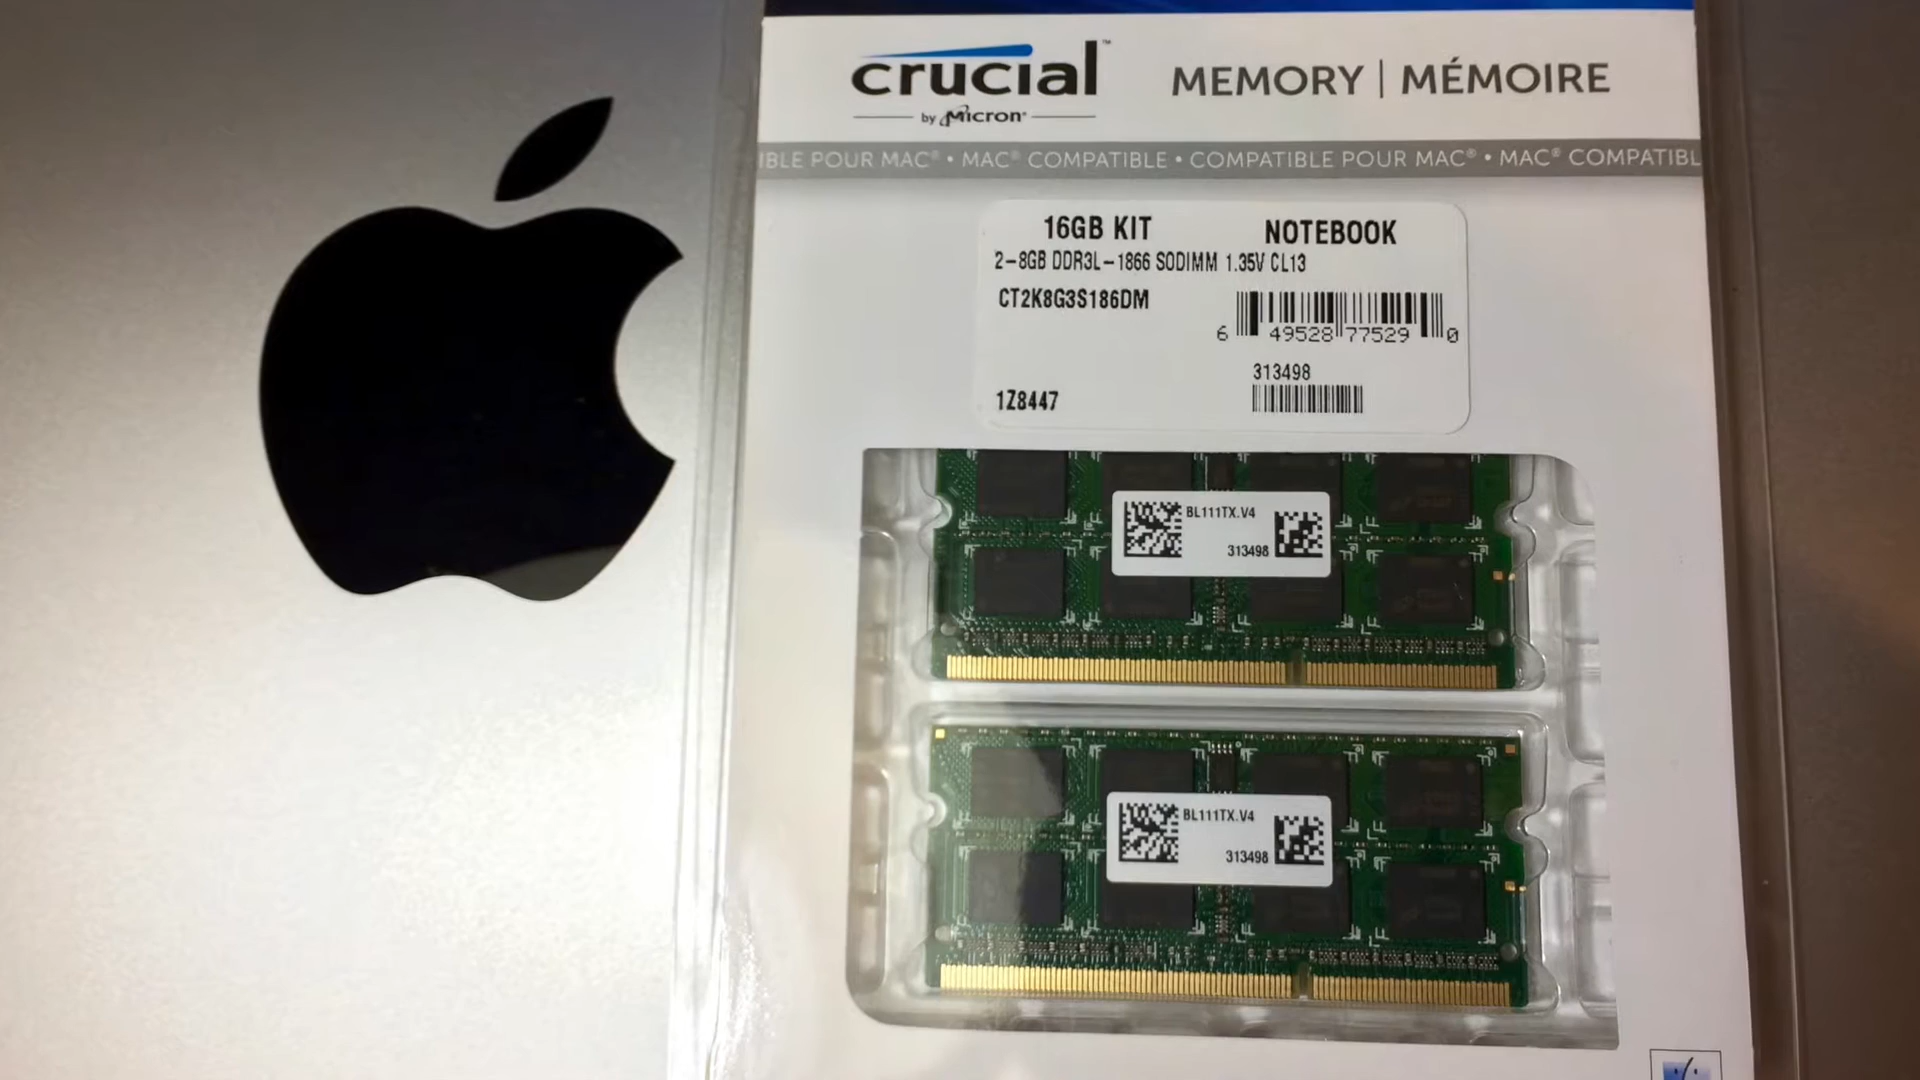 crucial™
by Micron®
MEMORY | MÉMOIRE
IBLE POUR MAC® • MAC® COMPATIBLE • COMPATIBLE POUR MAC® • MAC® COMPATIBL
16GB KIT NOTEBOOK
2-8GB DDR3L-1866 SODIMM 1.35V CL13
CT2K8G3S186DM
6 49528 77529 0
313498
1Z8447
BL111TX.V4
313498
BL111TX.V4
313498